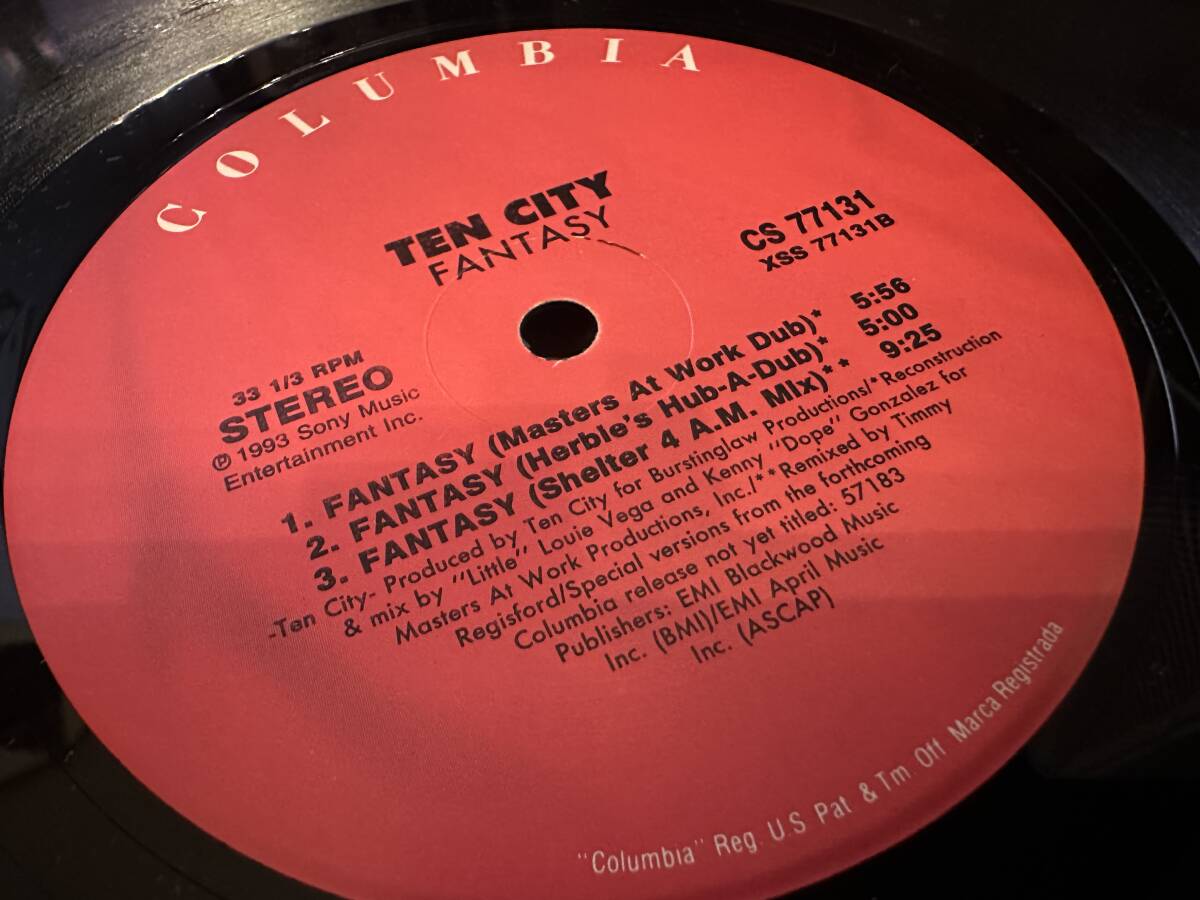 COLUMBIA
TEN CITY
FANTASY
CS 77131
XSS 77131B
33 1/3 RPM
STEREO
℗ 1993 Sony Music
Entertainment Inc.
1. FANTASY (Masters At Work Dub)* 5:56
2. FANTASY (Herbie's Hub-A-Dub)* 5:00
3. FANTASY (Shelter 4 A.M. Mix)** 9:25
-Ten City- Produced by Ten City for Burstinglaw Productions/*Reconstruction
& mix by "Little" Louie Vega and Kenny "Dope" Gonzalez for
Masters At Work Productions, Inc./**Remixed by Timmy
Regisford/Special versions from the forthcoming
Columbia release not yet titled: 57183
Publishers: EMI Blackwood Music
Inc. (BMI)/EMI April Music
Inc. (ASCAP)
"Columbia" Reg. U.S Pat & Tm Off Marca Registrada